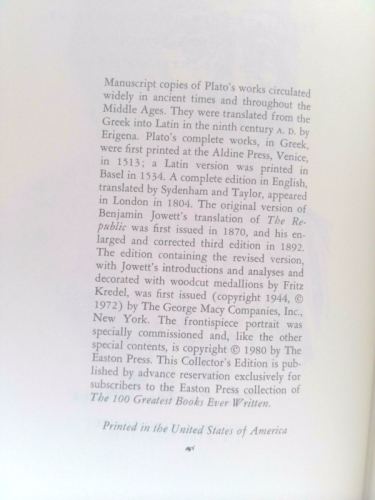 Manuscript copies of Plato's works circulated
widely in ancient times and throughout the
Middle Ages. They were translated from the
Greek into Latin in the ninth century A. D. by
Erigena. Plato's complete works, in Greek,
were first printed at the Aldine Press, Venice,
in 1513; a Latin version was printed in
Basel in 1534. A complete edition in English,
translated by Sydenham and Taylor, appeared
in London in 1804. The original version of
Benjamin Jowett's translation of The Re-
public was first issued in 1870, and his en-
larged and corrected third edition in 1892.
The edition containing the revised version,
with Jowett's introductions and analyses and
decorated with woodcut medallions by Fritz
Kredel, was first issued (copyright 1944, ©
1972) by The George Macy Companies, Inc.,
New York. The frontispiece portrait was
specially commissioned and, like the other
special contents, is copyright © 1980 by The
Easton Press. This Collector's Edition is pub-
lished by advance reservation exclusively for
subscribers to the Easton Press collection of
The 100 Greatest Books Ever Written.
Printed in the United States of America